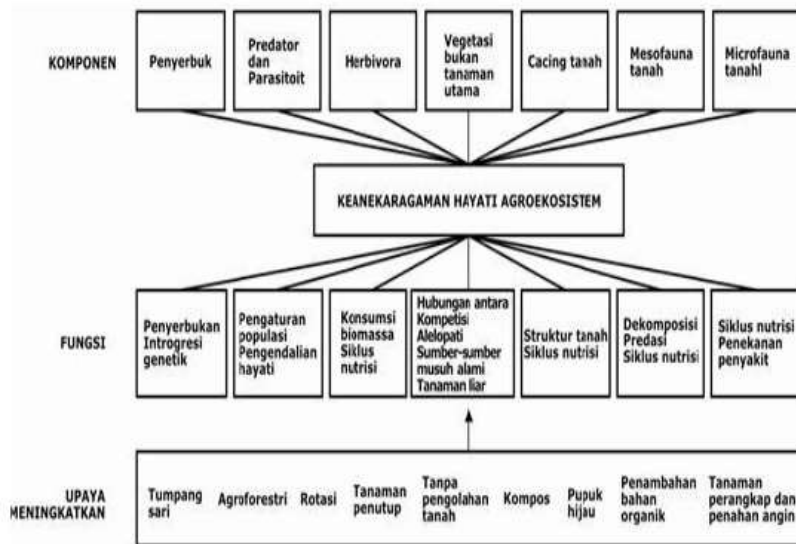 KOMPONEN
Penyerbuk
Predator
dan
Parasitoit
Herbivora
Vegetasi
bukan
tanaman
utama
Cacing tanah
Mesofauna
tanah
Microfauna
tanahl
KEANEKARAGAMAN HAYATI AGROEKOSISTEM
FUNGSI
Penyerbukan
Introgresi
genetik
Pengaturan
populasi
Pengendalian
hayati
Konsumsi
biomassa
Siklus
nutrisi
Hubungan antara
Kompetisi
Alelopati
Sumber-sumber
musuh alami
Tanaman liar
Struktur tanah
Siklus nutrisi
Dekomposisi
Predasi
Siklus nutrisi
Siklus nutrisi
Penekanan
penyakit
UPAYA
MENINGKATKAN
Tumpang
sari
Agroforestri
Rotasi
Tanaman
penutup
Tanpa
pengolahan
tanah
Kompos
Pupuk
hijau
Penambahan
bahan
organik
Tanaman
perangkap dan
penahan angin